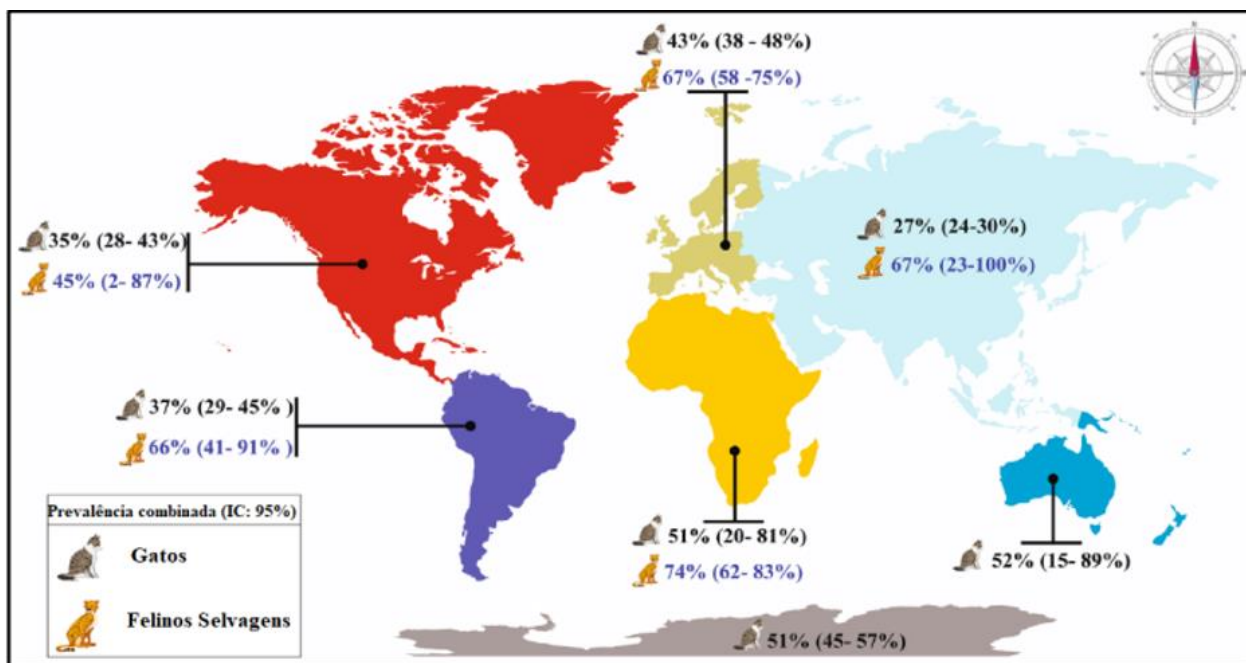 43% (38 - 48%)
67% (58 -75%)
35% (28- 43%)
45% (2- 87%)
27% (24-30%)
67% (23-100%)
37% (29- 45% )
66% (41- 91% )
51% (20- 81%)
74% (62- 83%)
52% (15- 89%)
51% (45- 57%)
Prevalência combinada (IC: 95%)
Gatos
Felinos Selvagens